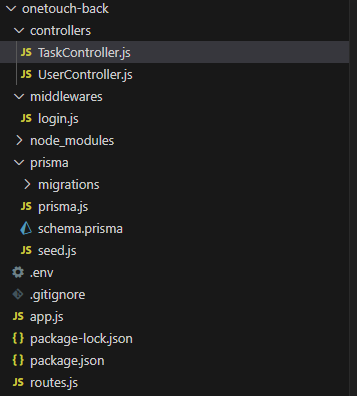 onetouch-back
controllers
JS TaskController.js
JS UserController.js
middlewares
JS login.js
node_modules
prisma
migrations
JS prisma.js
schema.prisma
JS seed.js
.env
.gitignore
JS app.js
{} package-lock.json
{} package.json
JS routes.js